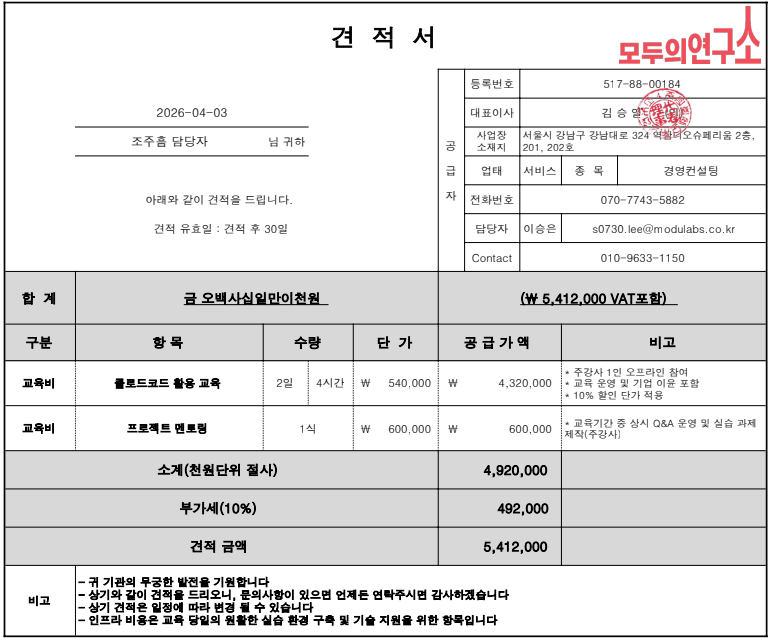 견 적 서
모두의연구소
2026-04-03
조주흠 담당자 님 귀하
아래와 같이 견적을 드립니다.
견적 유효일 : 견적 후 30일
공급자
등록번호 517-88-00184
대표이사 김 승 일
사업장 소재지 서울시 강남구 강남대로 324 역삼디오슈페리움 2층, 201, 202호
업태 서비스 종 목 경영컨설팅
전화번호 070-7743-5882
담당자 이승은 s0730.lee@modulabs.co.kr
Contact 010-9633-1150
합 계 금 오백사십일만이천원 (₩ 5,412,000 VAT포함)
구분 항 목 수량 단 가 공 급 가 액 비고
교육비 클로드코드 활용 교육 2일 4시간 ₩ 540,000 ₩ 4,320,000
* 주강사 1인 오프라인 참여
* 교육 운영 및 기업 이윤 포함
* 10% 할인 단가 적용
교육비 프로젝트 멘토링 1식 ₩ 600,000 ₩ 600,000
* 교육기간 중 상시 Q&A 운영 및 실습 과제
제작(주강사)
소계(천원단위 절사) 4,920,000
부가세(10%) 492,000
견적 금액 5,412,000
비고
- 귀 기관의 무궁한 발전을 기원합니다
- 상기와 같이 견적을 드리오니, 문의사항이 있으면 언제든 연락주시면 감사하겠습니다
- 상기 견적은 일정에 따라 변경 될 수 있습니다
- 인프라 비용은 교육 당일의 원활한 실습 환경 구축 및 기술 지원을 위한 항목입니다